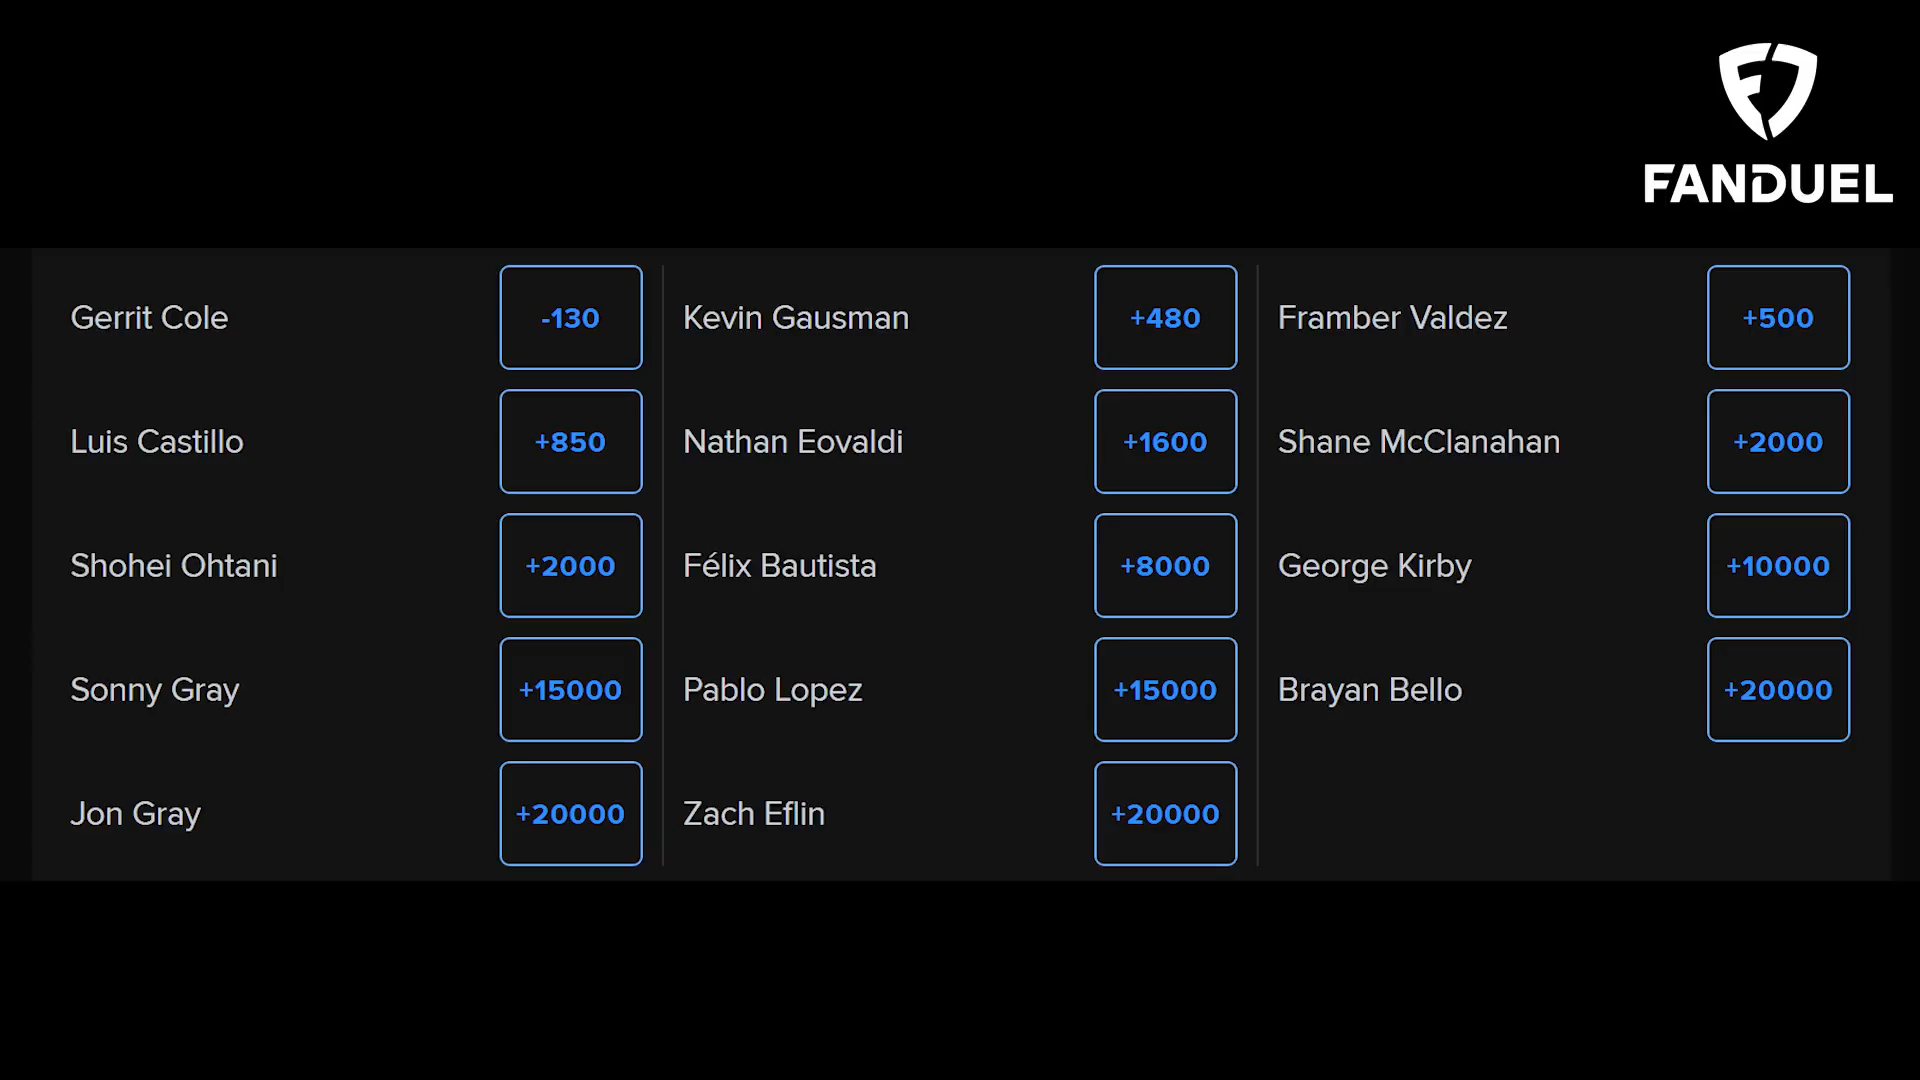 FANDUEL
Gerrit Cole -130 Kevin Gausman +480 Framber Valdez +500
Luis Castillo +850 Nathan Eovaldi +1600 Shane McClanahan +2000
Shohei Ohtani +2000 Félix Bautista +8000 George Kirby +10000
Sonny Gray +15000 Pablo Lopez +15000 Brayan Bello +20000
Jon Gray +20000 Zach Eflin +20000